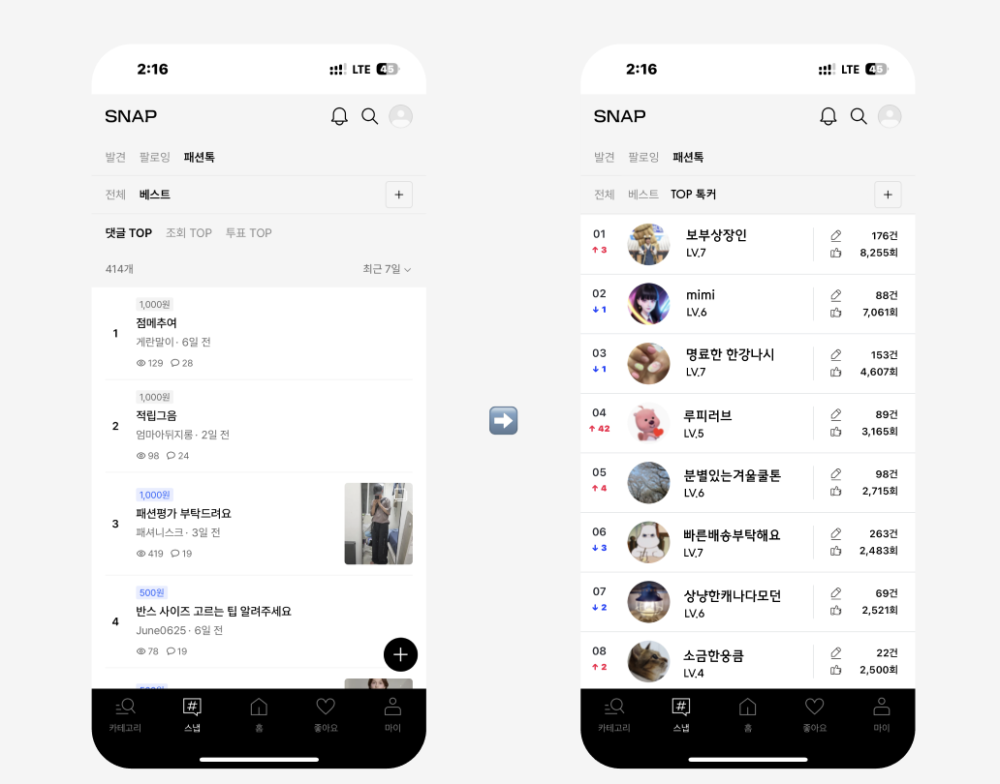 2:16
LTE 45
SNAP
발견 팔로잉 패션톡
전체 베스트
+
댓글 TOP 조회 TOP 투표 TOP
414개 최근 7일
1
1,000원
점메추여
게란말이 · 6일 전
129 28
2
1,000원
적립그음
엄마아뒤지롱 · 2일 전
98 24
3
1,000원
패션평가 부탁드려요
패셔니스크 · 3일 전
419 19
4
500원
반스 사이즈 고르는 팁 알려주세요
June0625 · 6일 전
78 19
카테고리 스냅 홈 좋아요 마이
2:16
LTE 45
SNAP
발견 팔로잉 패션톡
전체 베스트 TOP 톡커
+
01 보부상장인 176건
↑ 3 LV.7 8,255회
02 mimi 88건
↓ 1 LV.6 7,061회
03 명료한 한강나시 153건
↓ 1 LV.7 4,607회
04 루피러브 89건
↑ 42 LV.5 3,165회
05 분별있는겨울쿨톤 98건
↑ 4 LV.6 2,715회
06 빠른배송부탁해요 263건
↓ 3 LV.7 2,483회
07 상냥한캐나다모던 69건
↓ 2 LV.6 2,521회
08 소금한웅큼 22건
↑ 2 LV.4 2,500회
카테고리 스냅 홈 좋아요 마이